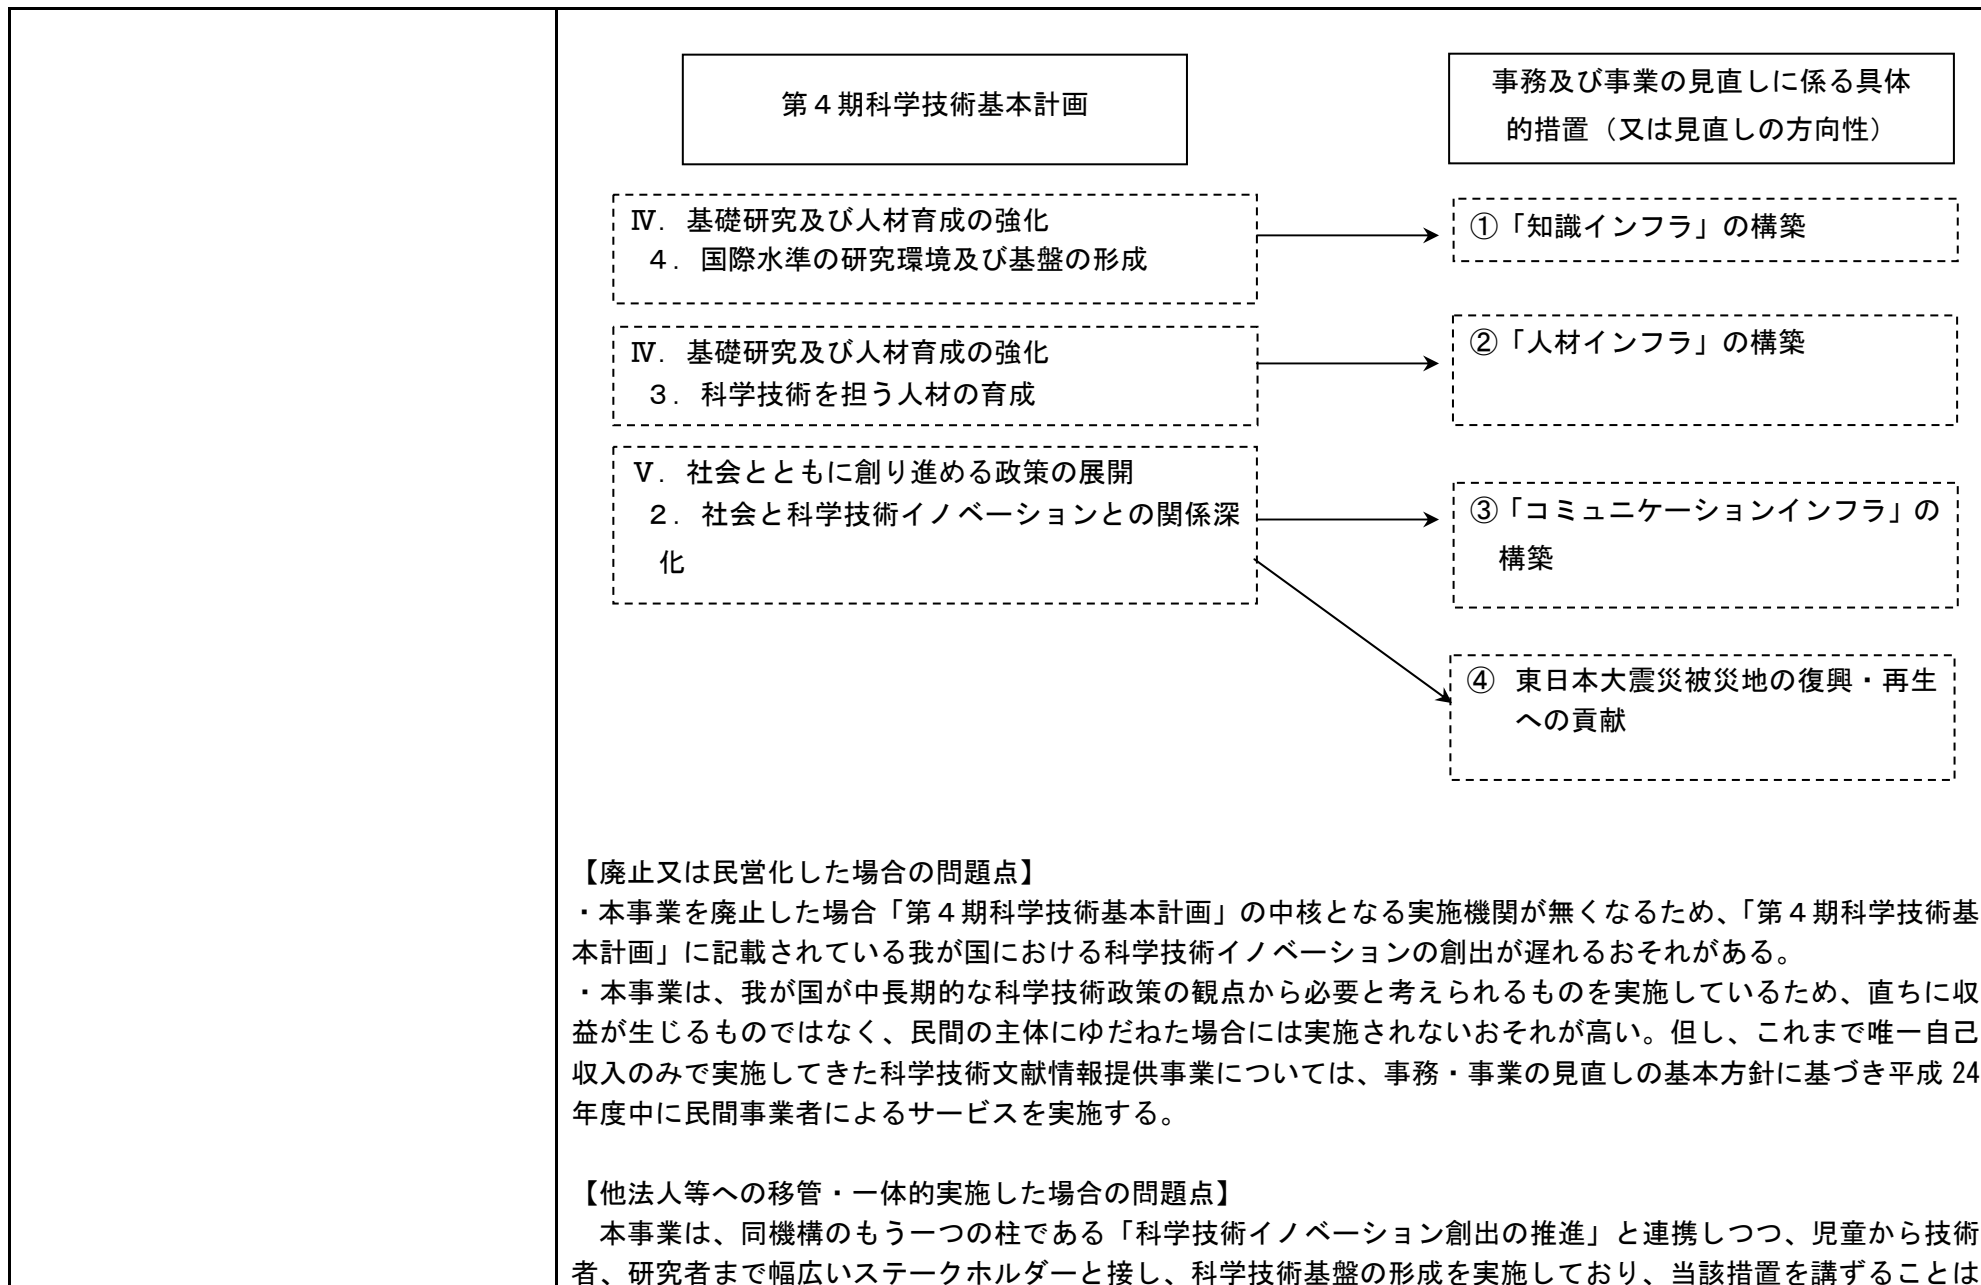 第４期科学技術基本計画
事務及び事業の見直しに係る具体
的措置（又は見直しの方向性）
Ⅳ．基礎研究及び人材育成の強化
４．国際水準の研究環境及び基盤の形成
①「知識インフラ」の構築
Ⅳ．基礎研究及び人材育成の強化
３．科学技術を担う人材の育成
②「人材インフラ」の構築
Ⅴ．社会とともに創り進める政策の展開
２．社会と科学技術イノベーションとの関係深
化
③「コミュニケーションインフラ」の
構築
④ 東日本大震災被災地の復興・再生
への貢献
【廃止又は民営化した場合の問題点】
・本事業を廃止した場合「第４期科学技術基本計画」の中核となる実施機関が無くなるため、「第４期科学技術基
本計画」に記載されている我が国における科学技術イノベーションの創出が遅れるおそれがある。
・本事業は、我が国が中長期的な科学技術政策の観点から必要と考えられるものを実施しているため、直ちに収
益が生じるものではなく、民間の主体にゆだねた場合には実施されないおそれが高い。但し、これまで唯一自己
収入のみで実施してきた科学技術文献情報提供事業については、事務・事業の見直しの基本方針に基づき平成 24
年度中に民間事業者によるサービスを実施する。
【他法人等への移管・一体的実施した場合の問題点】
本事業は、同機構のもう一つの柱である「科学技術イノベーション創出の推進」と連携しつつ、児童から技術
者、研究者まで幅広いステークホルダーと接し、科学技術基盤の形成を実施しており、当該措置を講ずることは